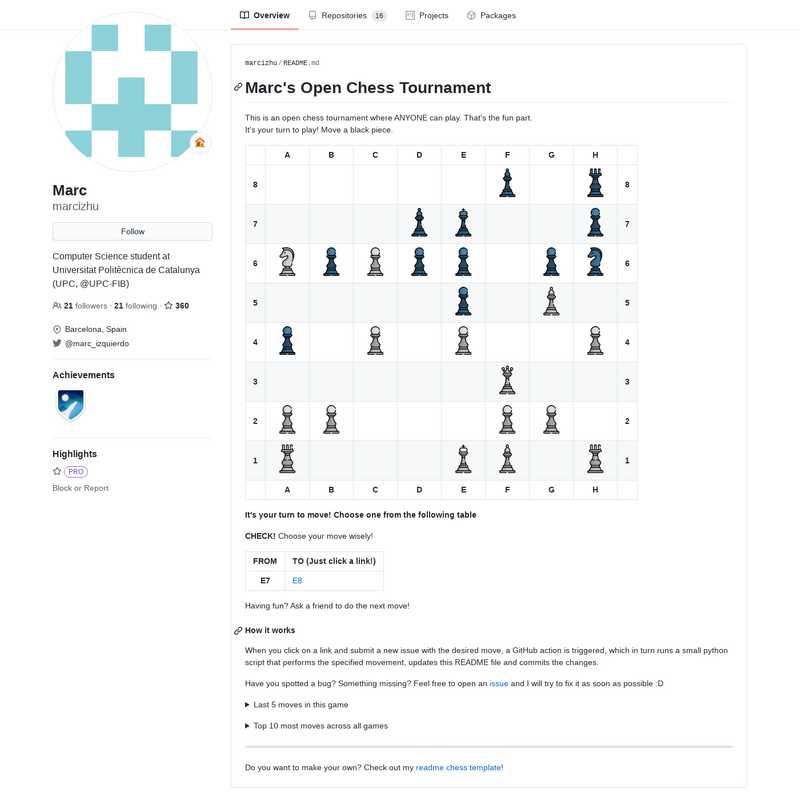 Overview
Repositories 16
Projects
Packages
Marc
marcizhu
Follow
Computer Science student at
Universitat Politècnica de Catalunya
(UPC, @UPC-FIB)
21 followers · 21 following · 360
Barcelona, Spain
@marc_izquierdo
Achievements
Highlights
PRO
Block or Report
marcizhu / README.md
Marc's Open Chess Tournament
This is an open chess tournament where ANYONE can play. That's the fun part.
It's your turn to play! Move a black piece.
A B C D E F G H
8 8
7 7
6 6
5 5
4 4
3 3
2 2
1 1
A B C D E F G H
It's your turn to move! Choose one from the following table
CHECK! Choose your move wisely!
FROM TO (Just click a link!)
E7 E8
Having fun? Ask a friend to do the next move!
How it works
When you click on a link and submit a new issue with the desired move, a GitHub action is triggered, which in turn runs a small python
script that performs the specified movement, updates this README file and commits the changes.
Have you spotted a bug? Something missing? Feel free to open an issue and I will try to fix it as soon as possible :D
Last 5 moves in this game
Top 10 most moves across all games
Do you want to make your own? Check out my readme chess template!